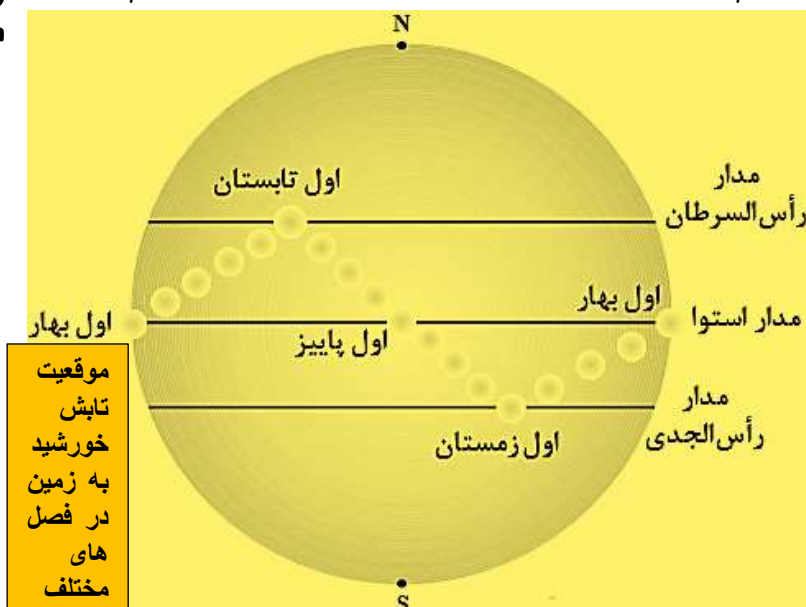 N
اول تابستان
مدار
رأس‌السرطان
اول بهار
مدار استوا
اول بهار
اول پاییز
مدار
رأس‌الجدی
اول زمستان
موقعیت
تابش
خورشید
به زمین
در فصل
های
مختلف
S